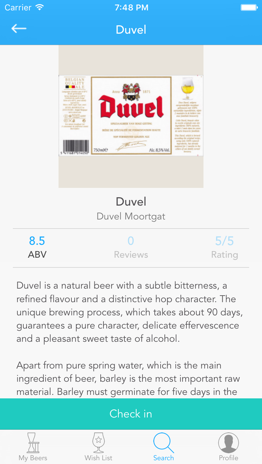 Carrier 7:48 PM
Duvel
Duvel
Duvel
Duvel Moortgat
8.5 0 5/5
ABV Reviews Rating
Duvel is a natural beer with a subtle bitterness, a
refined flavour and a distinctive hop character. The
unique brewing process, which takes about 90 days,
guarantees a pure character, delicate effervescence
and a pleasant sweet taste of alcohol.
Apart from pure spring water, which is the main
ingredient of beer, barley is the most important raw
material. Barley must germinate for five days in the
Check in
My Beers Wish List Search Profile